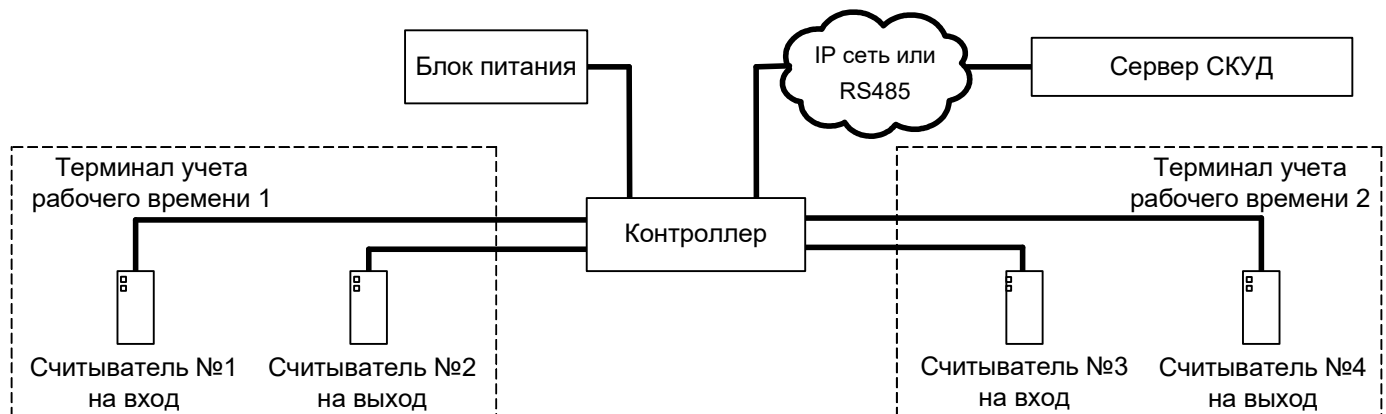 Блок питания
IP сеть или
RS485
Сервер СКУД
Терминал учета
рабочего времени 1
Контроллер
Терминал учета
рабочего времени 2
Считыватель №1
на вход
Считыватель №2
на выход
Считыватель №3
на вход
Считыватель №4
на выход